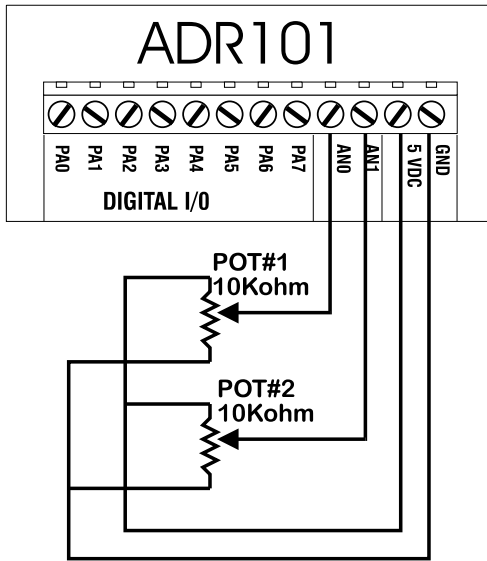 ADR101
PA0
PA1
PA2
PA3
PA4
PA5
PA6
PA7
AN0
AN1
5 VDC
GND
DIGITAL I/0
POT#1
10Kohm
POT#2
10Kohm